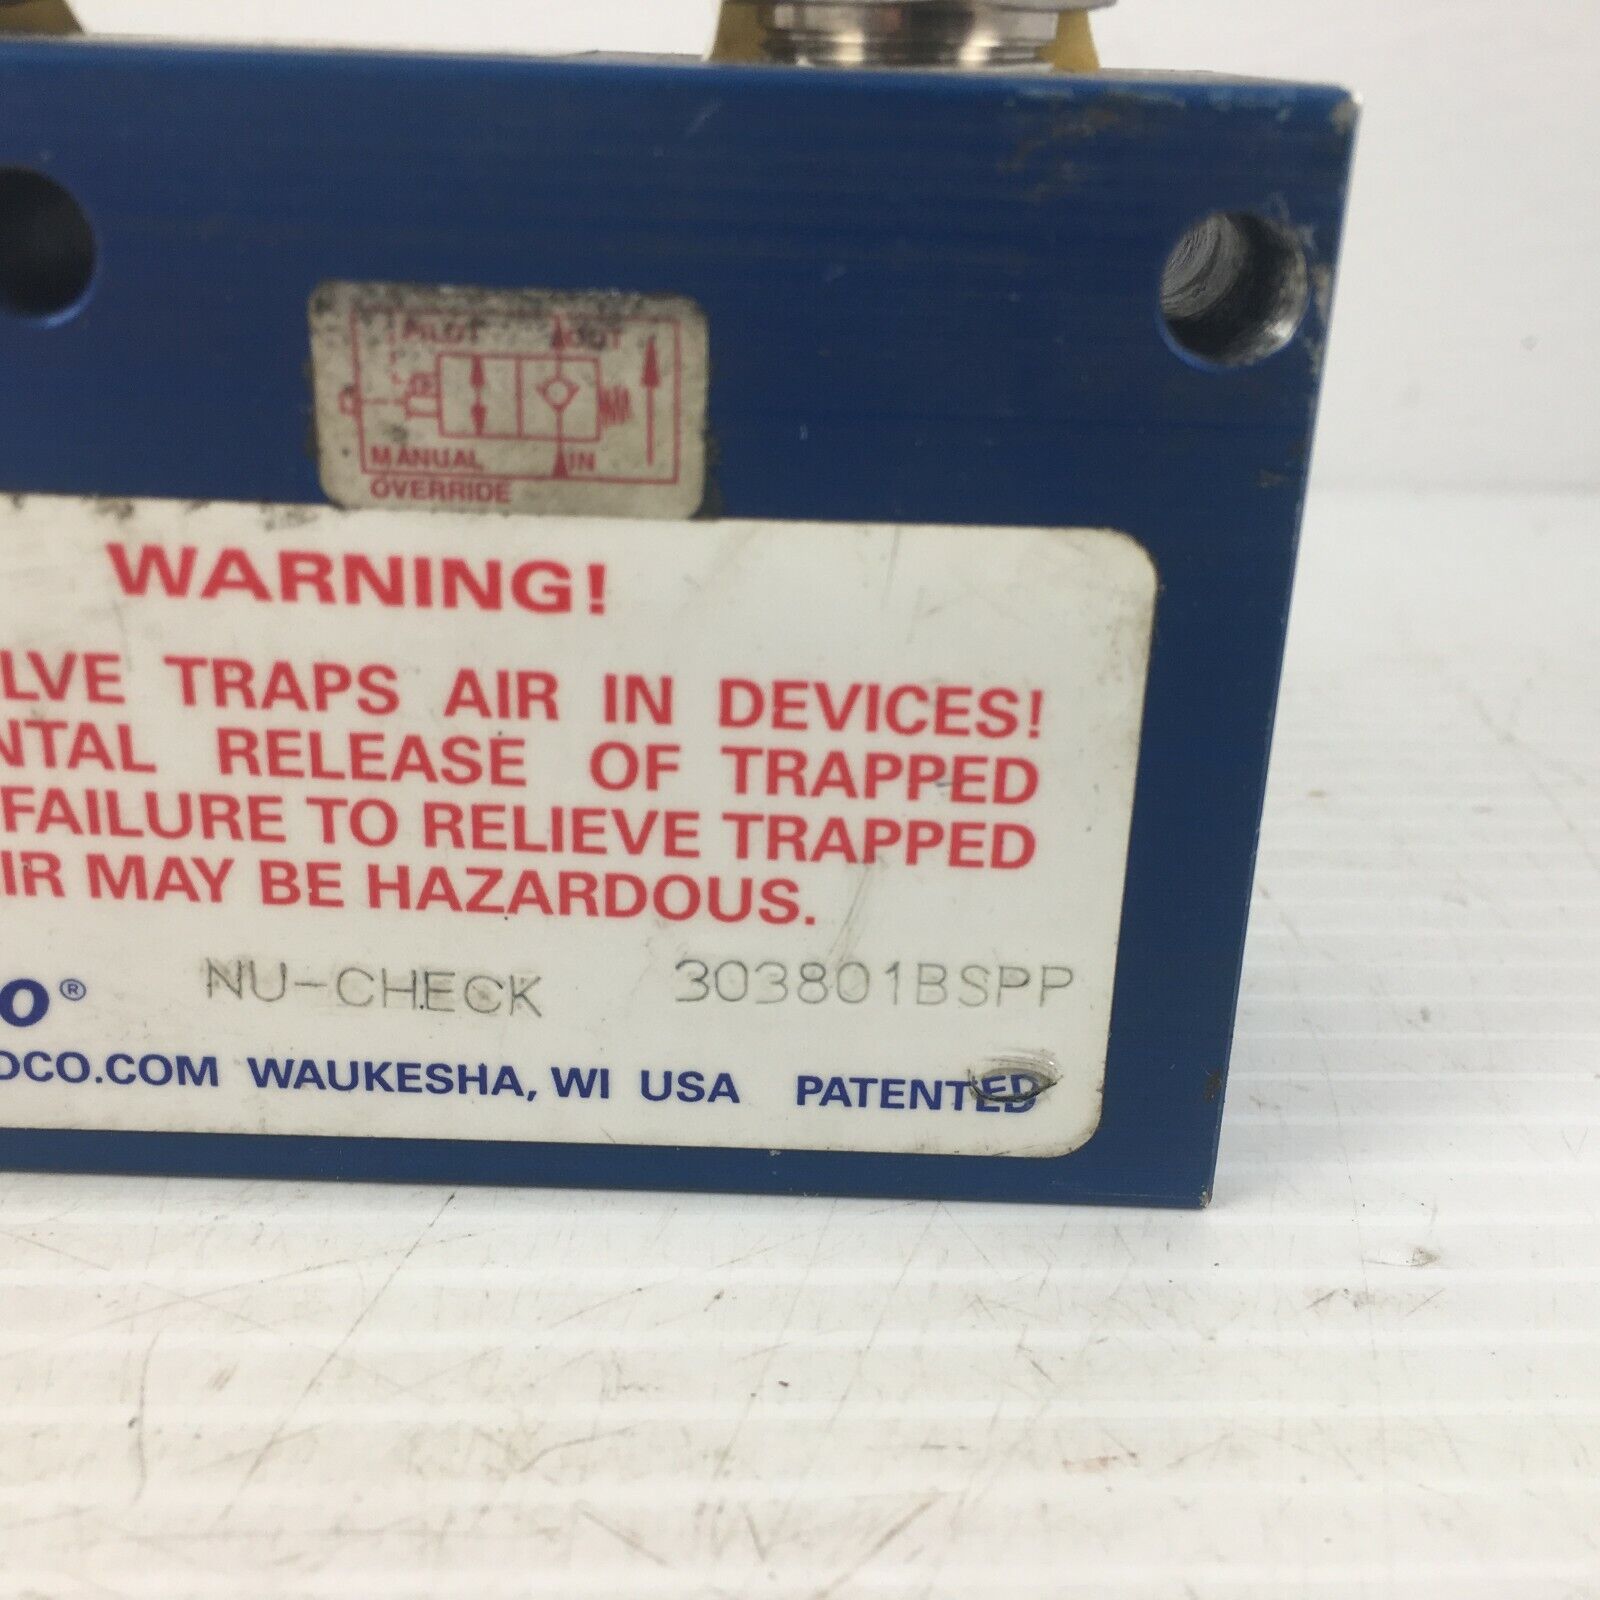 PILOT OUT
MANUAL IN
OVERRIDE
WARNING!
LVE TRAPS AIR IN DEVICES!
NTAL RELEASE OF TRAPPED
FAILURE TO RELIEVE TRAPPED
IR MAY BE HAZARDOUS.
o® NU-CHECK 303801BSPP
DCO.COM WAUKESHA, WI USA PATENTED